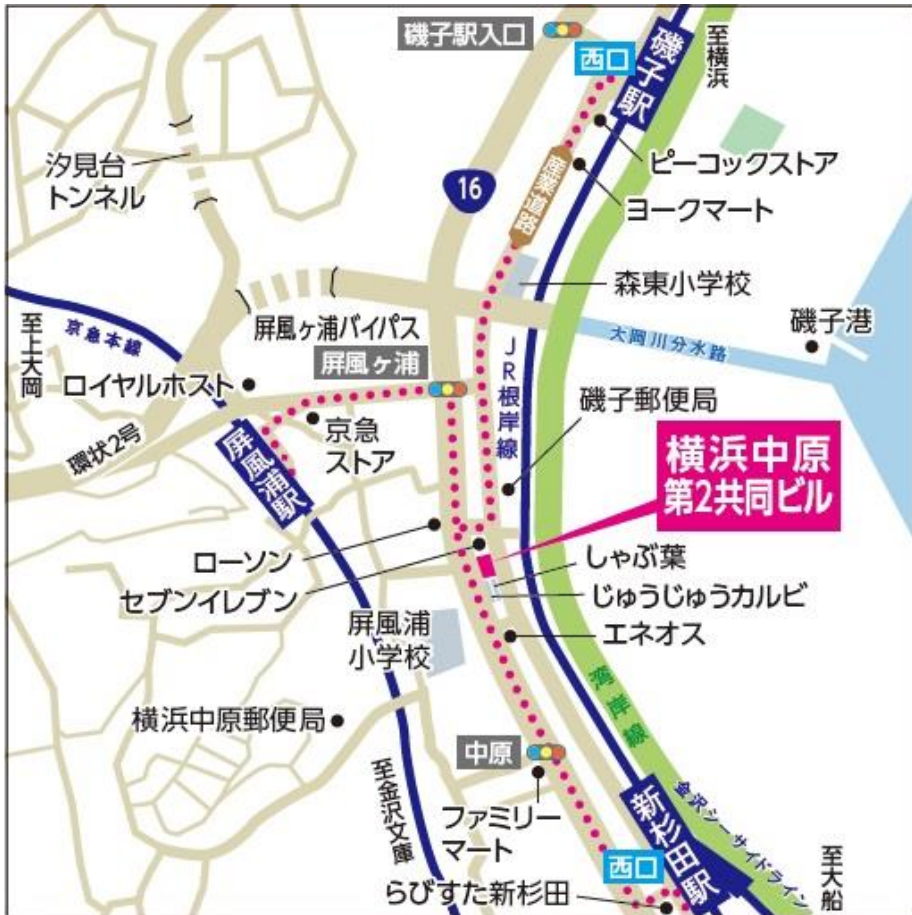 磯子駅入口
西口
磯子駅
至横浜
汐見台
トンネル
16
産業道路
ピーコックストア
ヨークマート
森東小学校
屏風ヶ浦バイパス
大岡川分水路
磯子港
至上大岡
京急本線
屏風ヶ浦
ロイヤルホスト
JR根岸線
磯子郵便局
環状2号
京急
ストア
屏風浦駅
横浜中原
第2共同ビル
ローソン
セブンイレブン
しゃぶ葉
じゅうじゅうカルビ
エネオス
屏風浦
小学校
湾岸線
横浜中原郵便局
中原
至金沢文庫
ファミリー
マート
新杉田駅
金沢シーサイドライン
西口
らびすた新杉田
至大船